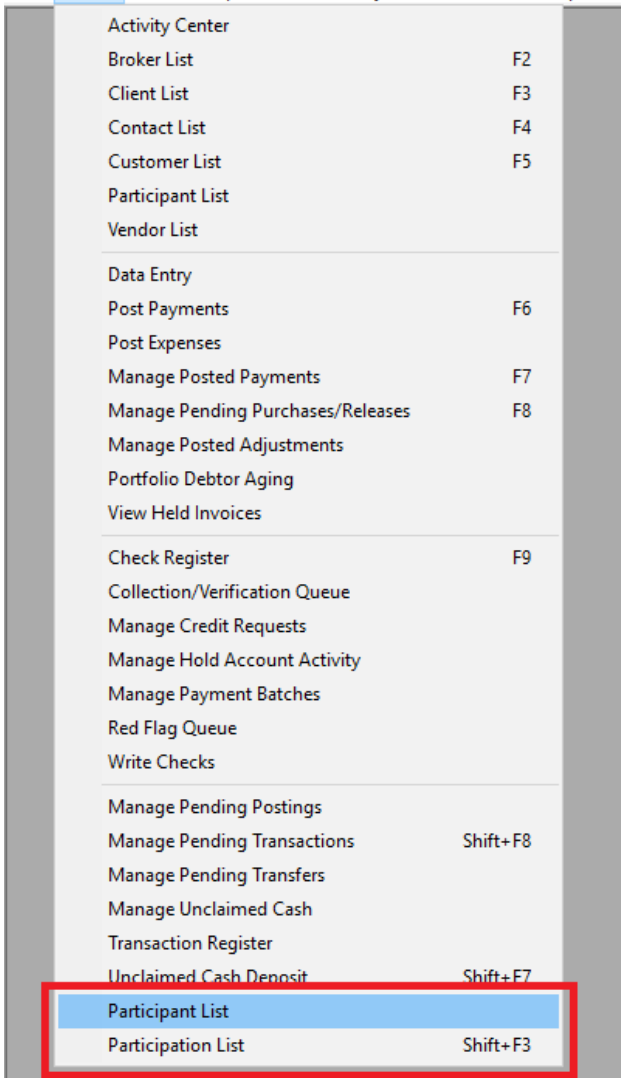 Activity Center
Broker List F2
Client List F3
Contact List F4
Customer List F5
Participant List
Vendor List
Data Entry
Post Payments F6
Post Expenses
Manage Posted Payments F7
Manage Pending Purchases/Releases F8
Manage Posted Adjustments
Portfolio Debtor Aging
View Held Invoices
Check Register F9
Collection/Verification Queue
Manage Credit Requests
Manage Hold Account Activity
Manage Payment Batches
Red Flag Queue
Write Checks
Manage Pending Postings
Manage Pending Transactions Shift+F8
Manage Pending Transfers
Manage Unclaimed Cash
Transaction Register
Unclaimed Cash Deposit Shift+F7
Participant List
Participation List Shift+F3